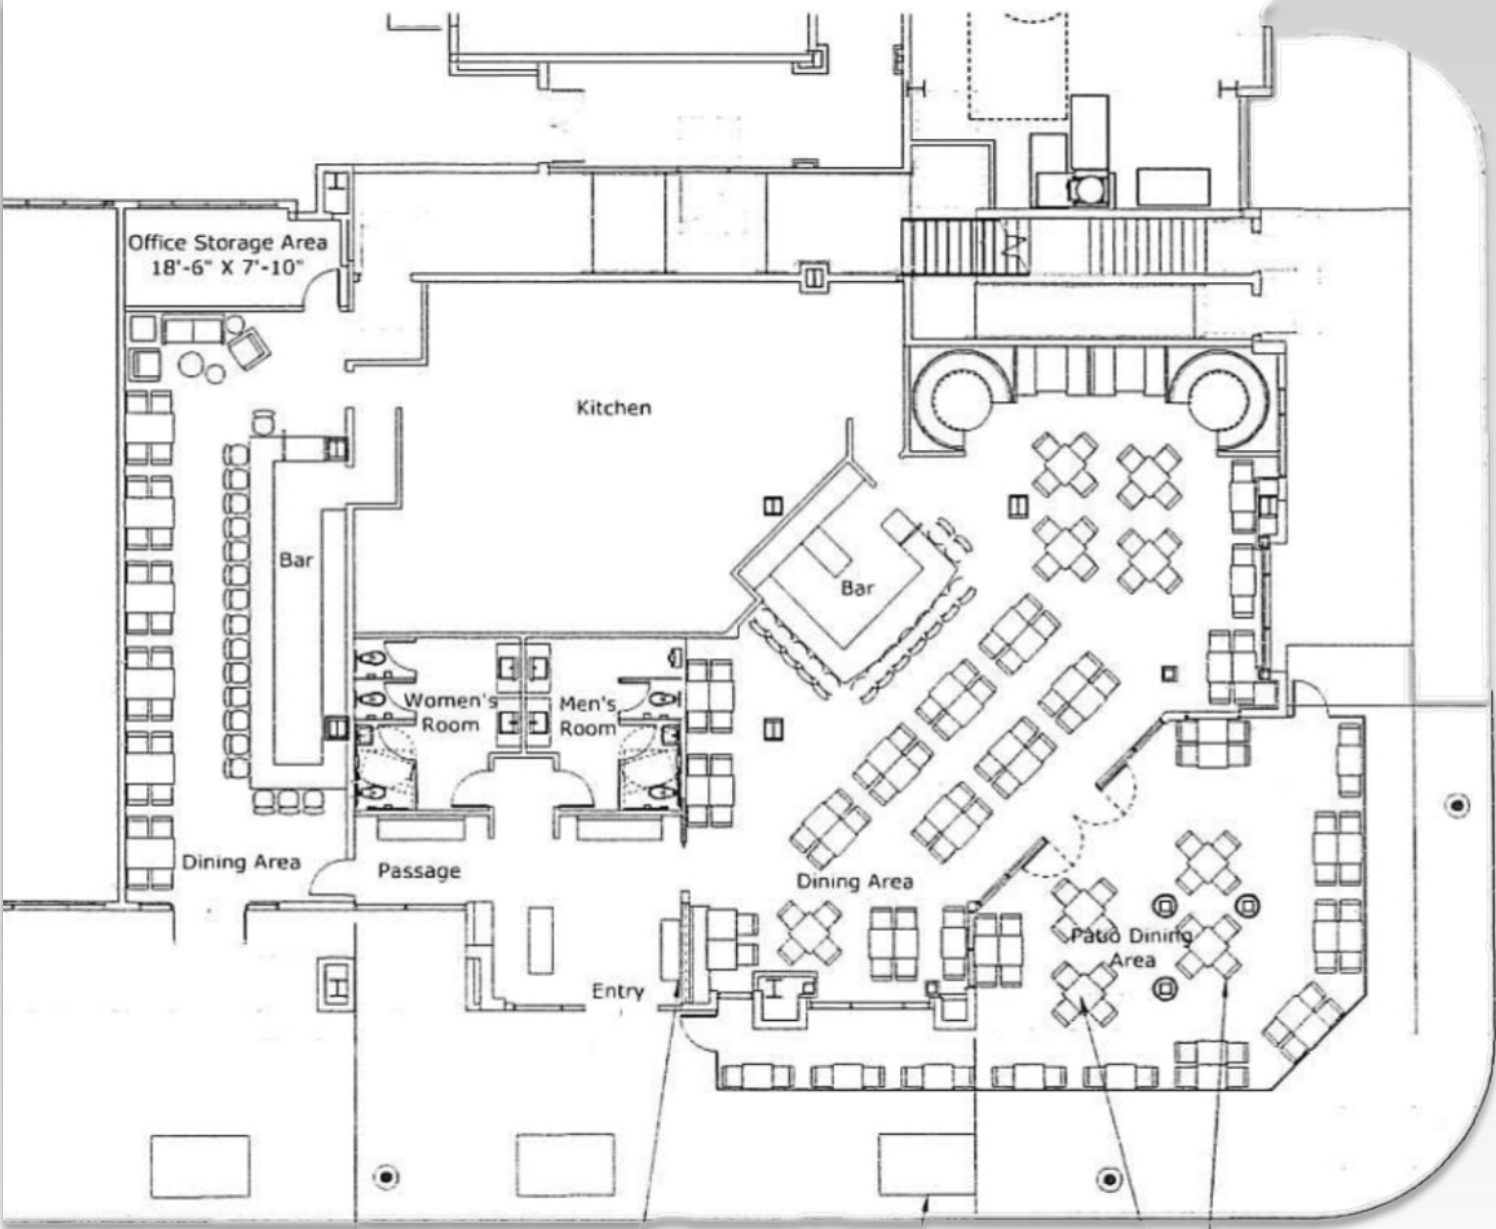 Office Storage Area
18'-6" X 7'-10"
Kitchen
Bar
Bar
Women's
Room
Men's
Room
Dining Area
Passage
Dining Area
Patio Dining
Area
Entry